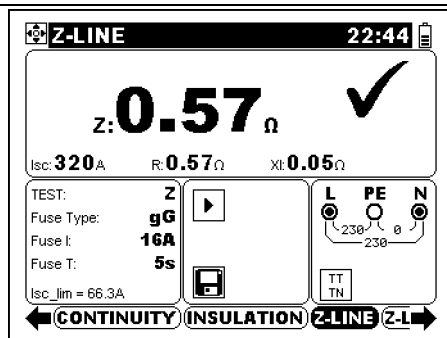 Z-LINE 22:44
Z: 0.57 Ω
Isc: 320A R: 0.57Ω Xl: 0.05Ω
TEST: Z
Fuse Type: gG
Fuse I: 16A
Fuse T: 5s
Isc_lim = 66.3A
L PE N
230 0
230
TT
TN
CONTINUITY INSULATION Z-LINE Z-L